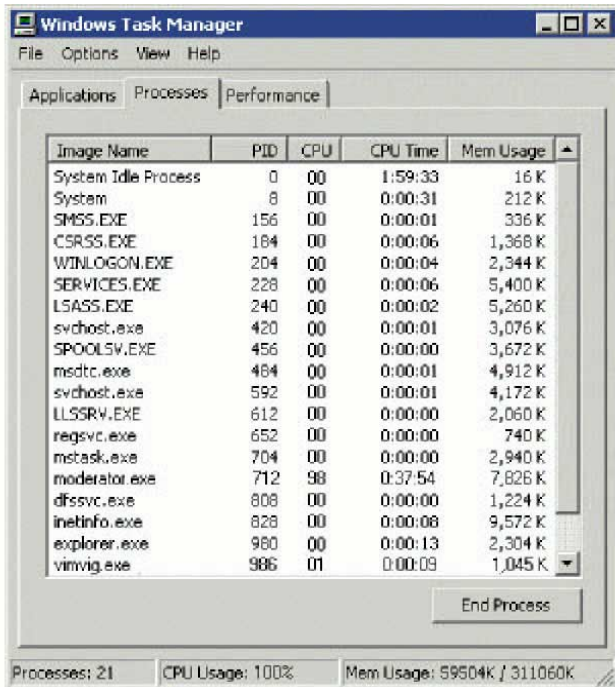 Windows Task Manager
File Options View Help
Applications Processes Performance
Image Name PID CPU CPU Time Mem Usage
System Idle Process 0 00 1:59:33 16 K
System 8 00 0:00:31 212 K
SMSS.EXE 156 00 0:00:01 336 K
CSRSS.EXE 184 00 0:00:06 1,368 K
WINLOGON.EXE 204 00 0:00:04 2,344 K
SERVICES.EXE 228 00 0:00:06 5,400 K
LSASS.EXE 240 00 0:00:02 5,260 K
svchost.exe 420 00 0:00:01 3,076 K
SPOOLSV.EXE 456 00 0:00:00 3,672 K
msdtc.exe 484 00 0:00:01 4,912 K
svchost.exe 592 00 0:00:01 4,172 K
LLSSRV.EXE 612 00 0:00:00 2,060 K
regsvc.exe 652 00 0:00:00 740 K
mstask.exe 704 00 0:00:00 2,940 K
moderator.exe 712 98 0:37:54 7,826 K
dfssvc.exe 808 00 0:00:00 1,224 K
inetinfo.exe 828 00 0:00:08 9,572 K
explorer.exe 980 00 0:00:13 2,304 K
vimvig.exe 986 01 0:00:09 1,045 K
End Process
Processes: 21 CPU Usage: 100% Mem Usage: 59504K / 311060K